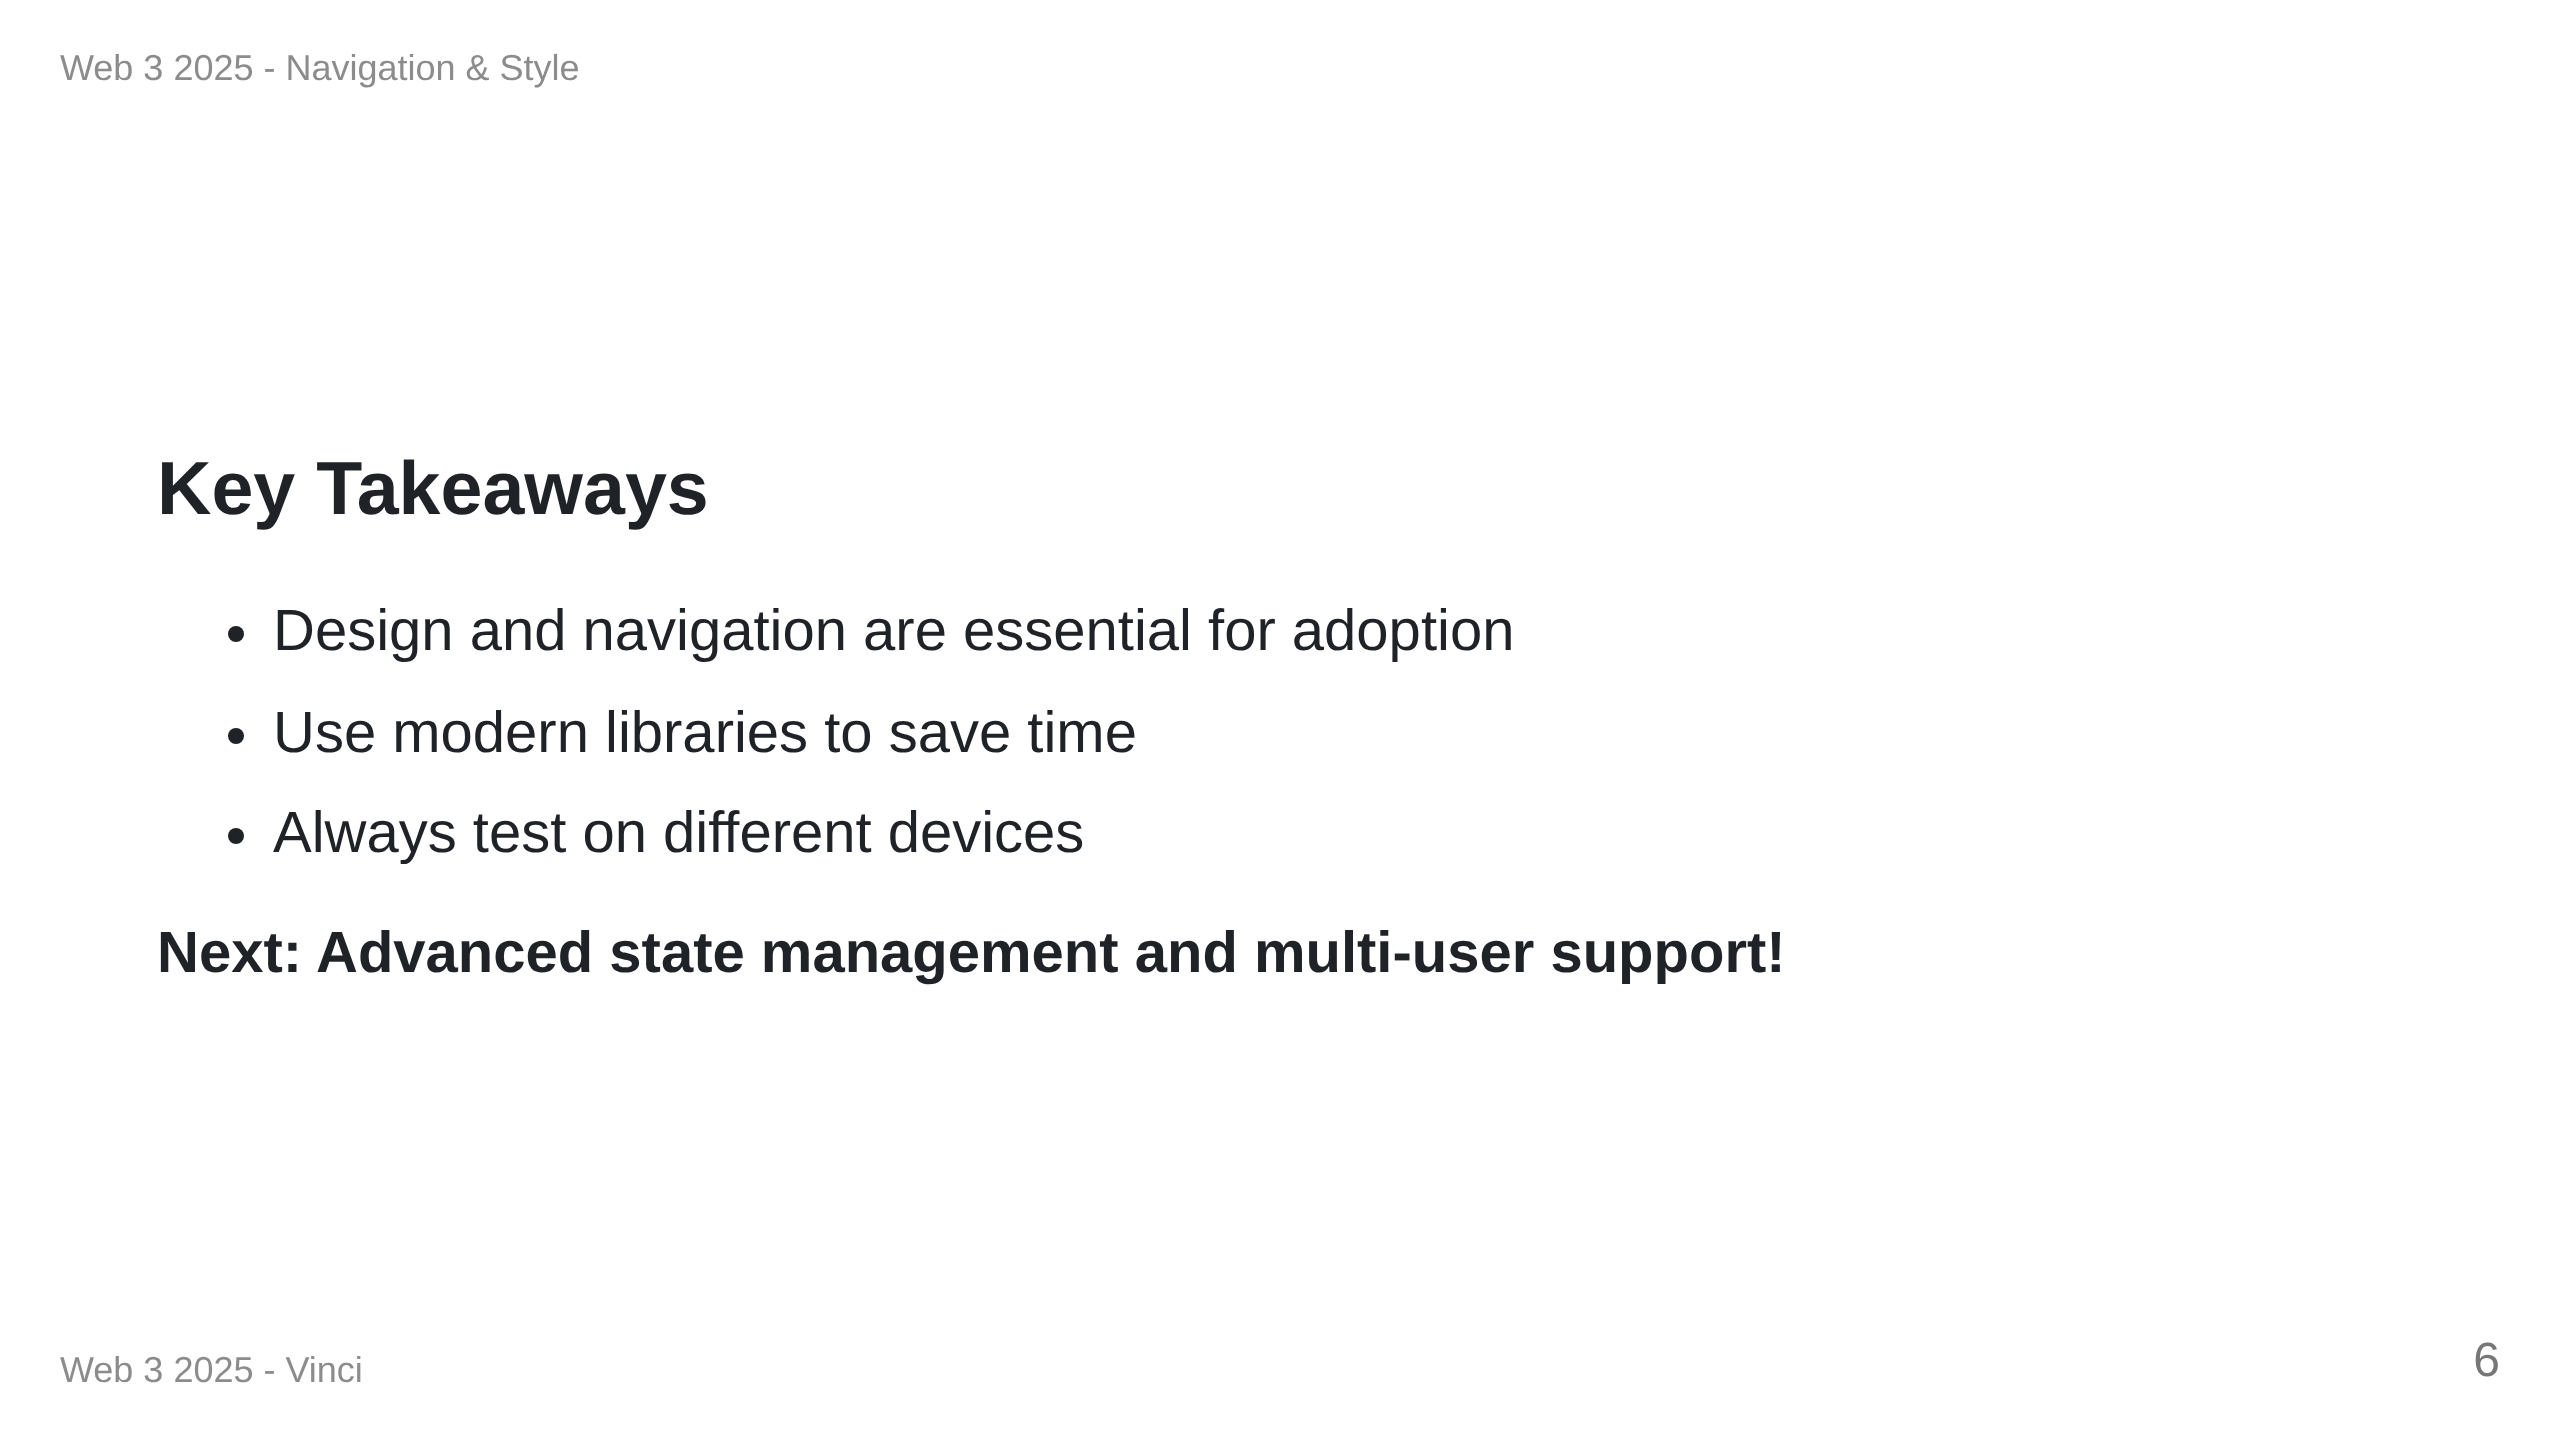 Web 3 2025 - Navigation & Style
Key Takeaways
• Design and navigation are essential for adoption
• Use modern libraries to save time
• Always test on different devices
Next: Advanced state management and multi-user support!
Web 3 2025 - Vinci
6